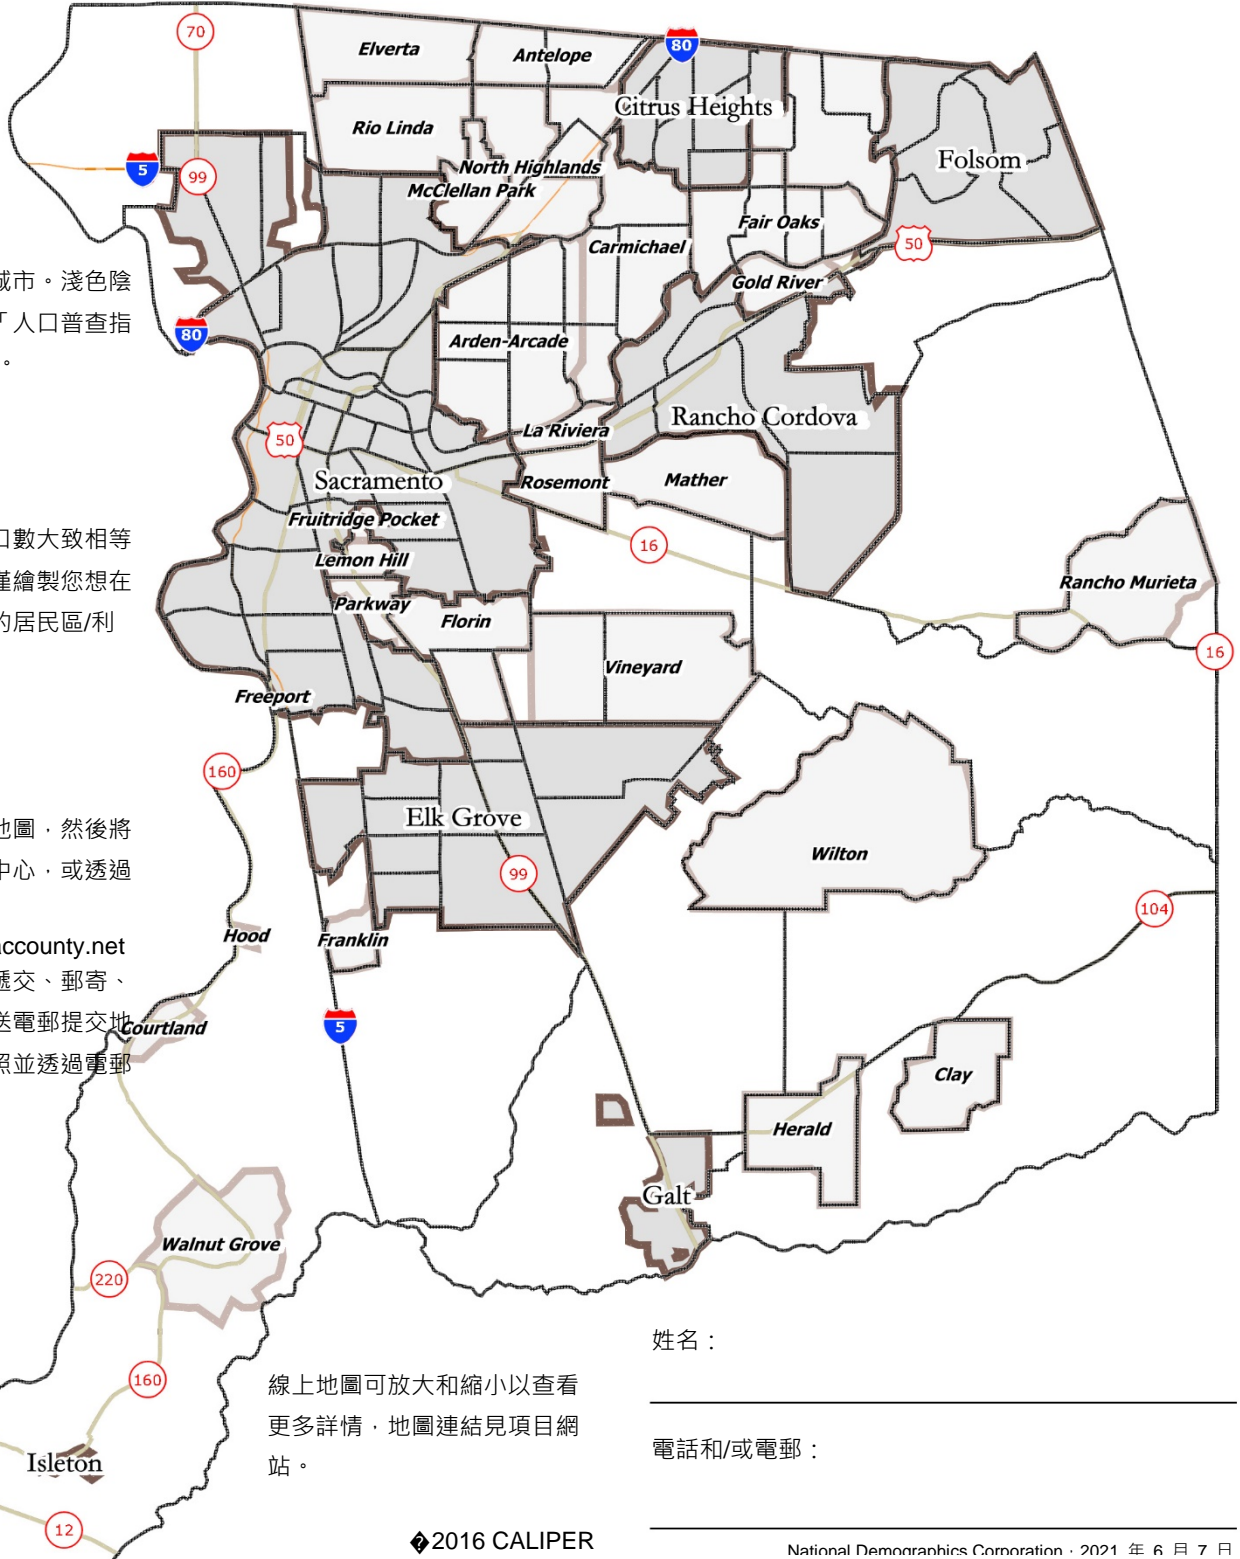 70
Elverta
Antelope
80
Citrus Heights
Rio Linda
North Highlands
McClellan Park
Folsom
5
99
Fair Oaks
Carmichael
50
Gold River
城市。淺色陰
「人口普查指
。
80
Arden-Arcade
Rancho Cordova
La Riviera
50
Sacramento
Rosemont
Mather
Fruitridge Pocket
口數大致相等
16
Lemon Hill
僅繪製您想在
Rancho Murieta
Parkway
的居民區/利
Florin
16
Vineyard
Freeport
160
地圖，然後將
Elk Grove
中心，或透過
Wilton
99
104
Hood
Franklin
accounty.net
遞交、郵寄、
Courtland
5
送電郵提交地
照並透過電郵
Clay
Herald
Galt
Walnut Grove
220
姓名：
160
線上地圖可放大和縮小以查看
更多詳情，地圖連結見項目網
站。
電話和/或電郵：
Isleton
12
�2016 CALIPER
National Demographics Corporation，2021 年 6 月 7 日